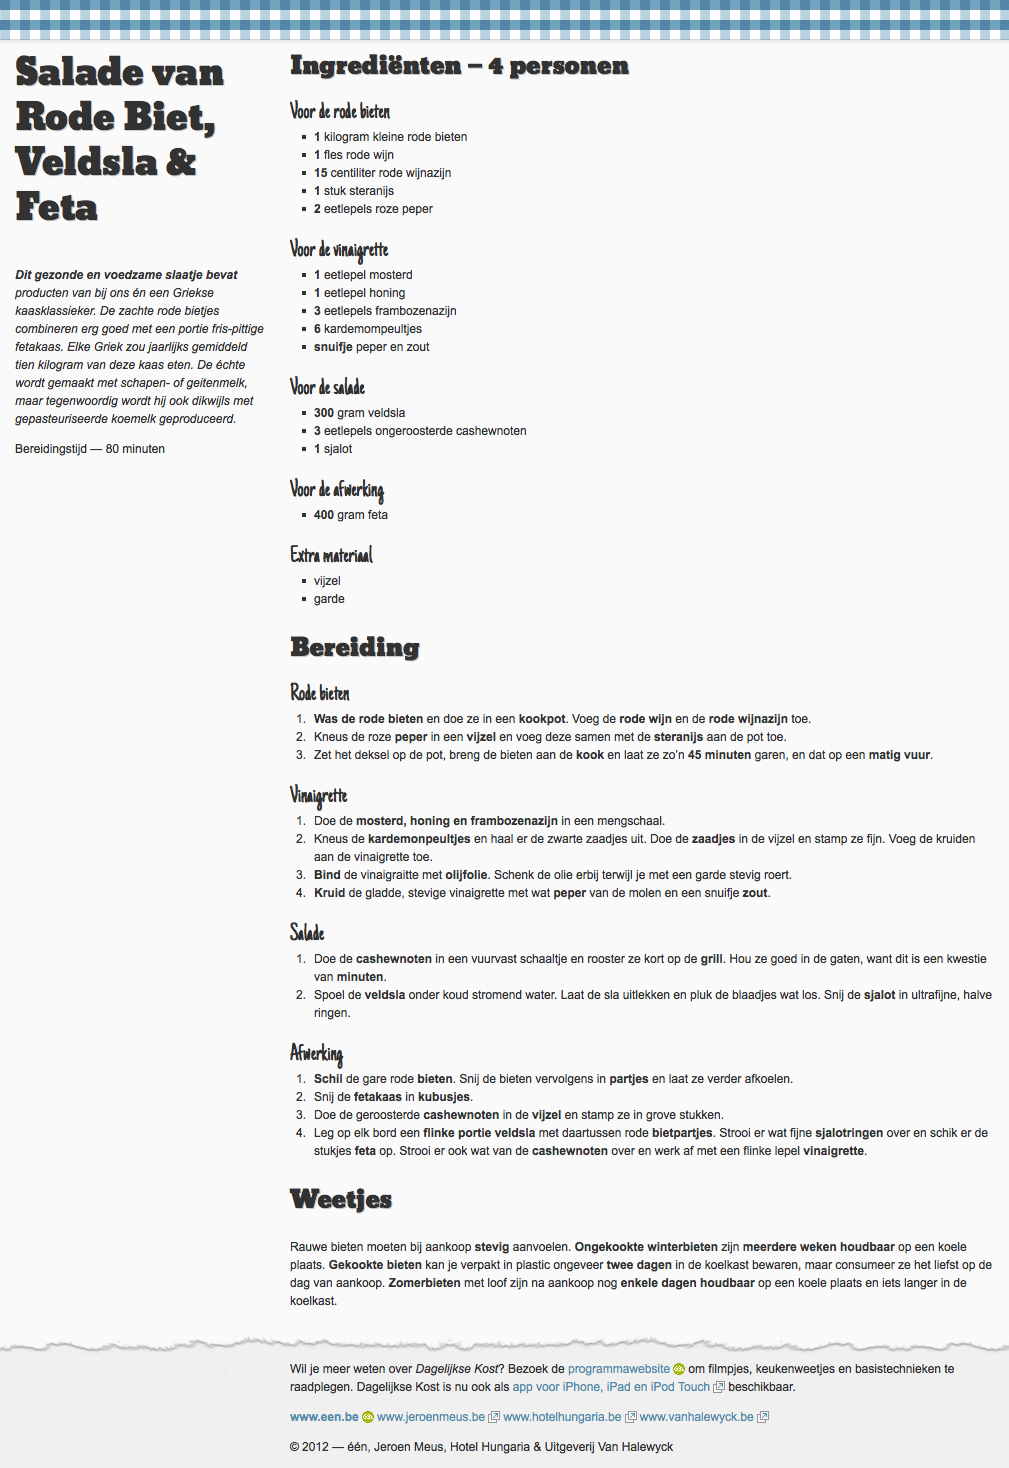 Salade van
Rode Biet,
Veldsla &
Feta
Dit gezonde en voedzame slaatje bevat
producten van bij ons én een Griekse
kaasklassieker. De zachte rode bietjes
combineren erg goed met een portie fris-pittige
fetakaas. Elke Griek zou jaarlijks gemiddeld
tien kilogram van deze kaas eten. De échte
wordt gemaakt met schapen- of geitenmelk,
maar tegenwoordig wordt hij ook dikwijls met
gepasteuriseerde koemelk geproduceerd.
Bereidingstijd — 80 minuten
Ingrediënten – 4 personen
Voor de rode bieten
1 kilogram kleine rode bieten
1 fles rode wijn
15 centiliter rode wijnazijn
1 stuk steranijs
2 eetlepels roze peper
Voor de vinaigrette
1 eetlepel mosterd
1 eetlepel honing
3 eetlepels frambozenazijn
6 kardemompeultjes
snuifje peper en zout
Voor de salade
300 gram veldsla
3 eetlepels ongeroosterde cashewnoten
1 sjalot
Voor de afwerking
400 gram feta
Extra materiaal
vijzel
garde
Bereiding
Rode bieten
1. Was de rode bieten en doe ze in een kookpot. Voeg de rode wijn en de rode wijnazijn toe.
2. Kneus de roze peper in een vijzel en voeg deze samen met de steranijs aan de pot toe.
3. Zet het deksel op de pot, breng de bieten aan de kook en laat ze zo’n 45 minuten garen, en dat op een matig vuur.
Vinaigrette
1. Doe de mosterd, honing en frambozenazijn in een mengschaal.
2. Kneus de kardemonpeultjes en haal er de zwarte zaadjes uit. Doe de zaadjes in de vijzel en stamp ze fijn. Voeg de kruiden
aan de vinaigrette toe.
3. Bind de vinaigraitte met olijfolie. Schenk de olie erbij terwijl je met een garde stevig roert.
4. Kruid de gladde, stevige vinaigrette met wat peper van de molen en een snuifje zout.
Salade
1. Doe de cashewnoten in een vuurvast schaaltje en rooster ze kort op de grill. Hou ze goed in de gaten, want dit is een kwestie
van minuten.
2. Spoel de veldsla onder koud stromend water. Laat de sla uitlekken en pluk de blaadjes wat los. Snij de sjalot in ultrafijne, halve
ringen.
Afwerking
1. Schil de gare rode bieten. Snij de bieten vervolgens in partjes en laat ze verder afkoelen.
2. Snij de fetakaas in kubusjes.
3. Doe de geroosterde cashewnoten in de vijzel en stamp ze in grove stukken.
4. Leg op elk bord een flinke portie veldsla met daartussen rode bietpartjes. Strooi er wat fijne sjalotringen over en schik er de
stukjes feta op. Strooi er ook wat van de cashewnoten over en werk af met een flinke lepel vinaigrette.
Weetjes
Rauwe bieten moeten bij aankoop stevig aanvoelen. Ongekookte winterbieten zijn meerdere weken houdbaar op een koele
plaats. Gekookte bieten kan je verpakt in plastic ongeveer twee dagen in de koelkast bewaren, maar consumeer ze het liefst op de
dag van aankoop. Zomerbieten met loof zijn na aankoop nog enkele dagen houdbaar op een koele plaats en iets langer in de
koelkast.
Wil je meer weten over Dagelijkse Kost? Bezoek de programmawebsite om filmpjes, keukenweetjes en basistechnieken te
raadplegen. Dagelijkse Kost is nu ook als app voor iPhone, iPad en iPod Touch beschikbaar.
www.een.be www.jeroenmeus.be www.hotelhungaria.be www.vanhalewyck.be
© 2012 — één, Jeroen Meus, Hotel Hungaria & Uitgeverij Van Halewyck